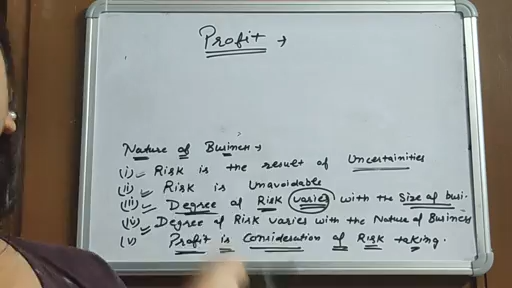 Profit →
Nature of Business →
(i) Risk is the result of Uncertainities
(ii) Risk is Unavoidable
(iii) Degree of Risk varies with the Size of busi.
(iv) Degree of Risk varies with the Nature of Business
(v) Profit is Consideration of Risk taking.